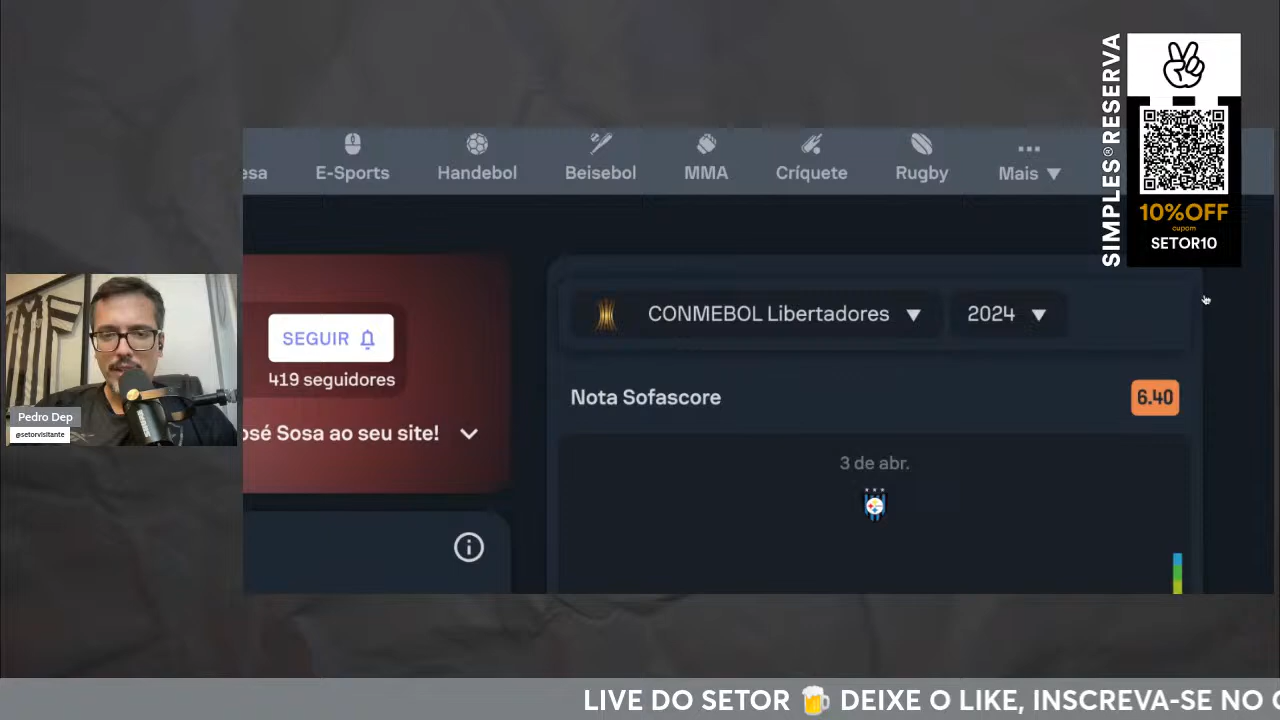 SIMPLES®RESERVA
10%OFF
cupom
SETOR10
esa
E-Sports
Handebol
Beisebol
MMA
Críquete
Rugby
Mais
CONMEBOL Libertadores
2024
SEGUIR
419 seguidores
Nota Sofascore
6.40
osé Sosa ao seu site!
3 de abr.
Pedro Dep
@setorvisitante
LIVE DO SETOR 🍺 DEIXE O LIKE, INSCREVA-SE NO C